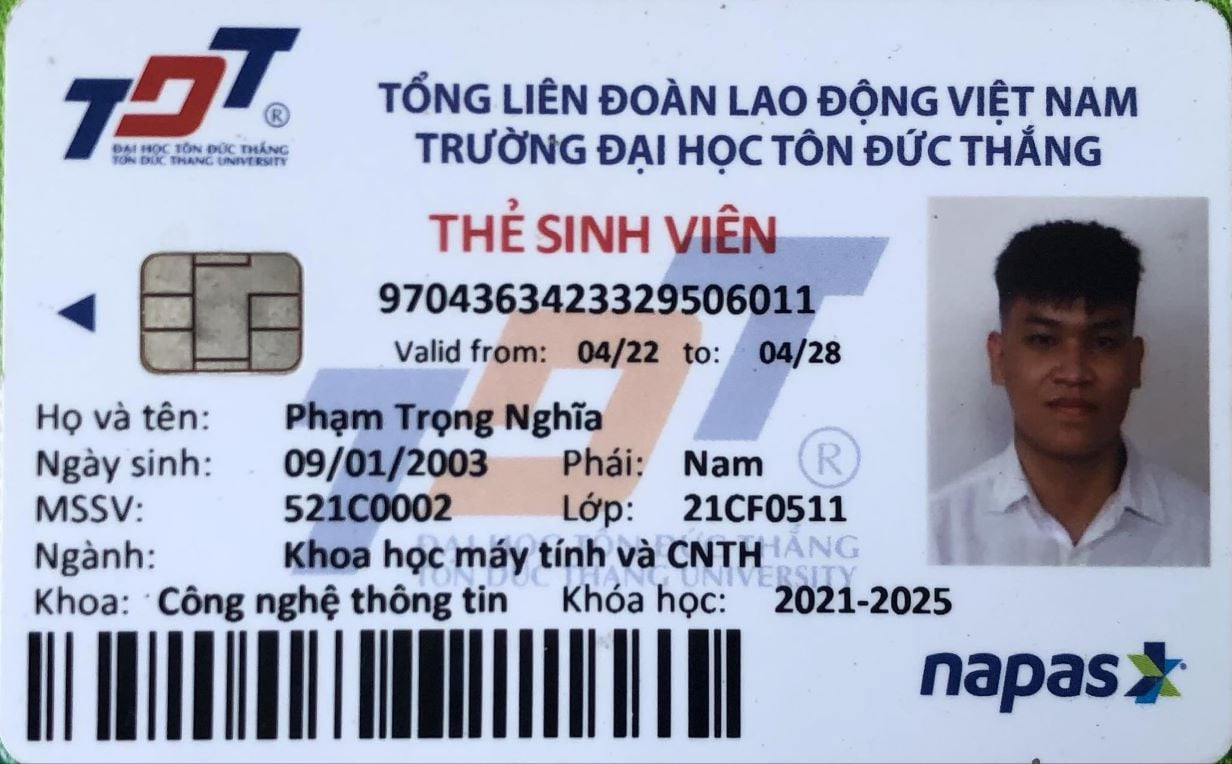 TDT®
ĐẠI HỌC TÔN ĐỨC THẮNG
TON DUC THANG UNIVERSITY
TỔNG LIÊN ĐOÀN LAO ĐỘNG VIỆT NAM
TRƯỜNG ĐẠI HỌC TÔN ĐỨC THẮNG
THẺ SINH VIÊN
9704363423329506011
Valid from: 04/22 to: 04/28
Họ và tên: Phạm Trọng Nghĩa
Ngày sinh: 09/01/2003 Phái: Nam
MSSV: 521C0002 Lớp: 21CF0511
Ngành: Khoa học máy tính và CNTH
Khoa: Công nghệ thông tin Khóa học: 2021-2025
TDT®
ĐẠI HỌC TÔN ĐỨC THẮNG
TON DUC THANG UNIVERSITY
napas